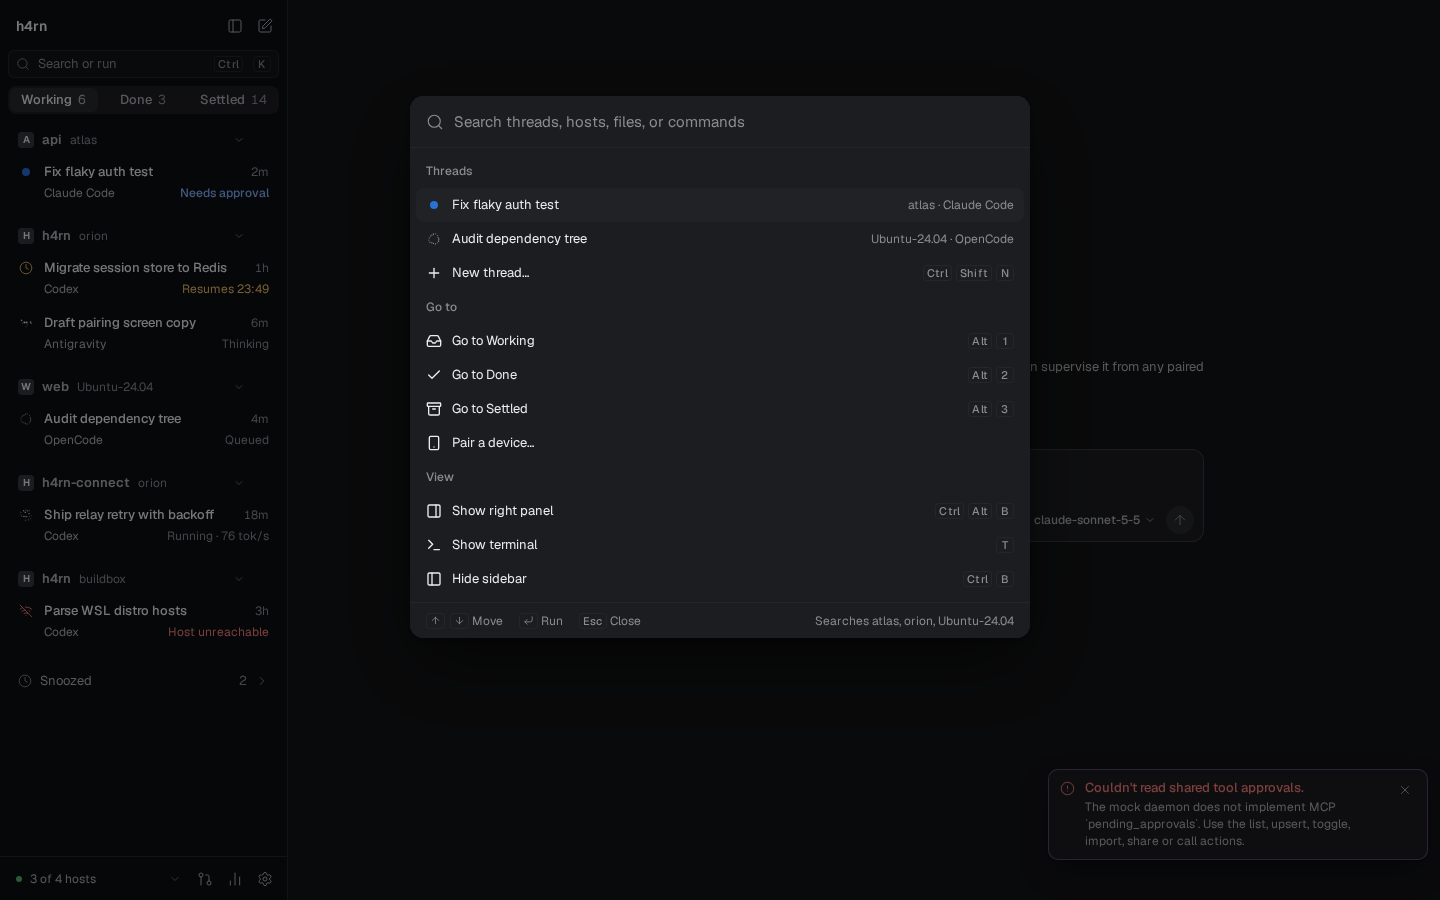 h4rn
Search or run Ctrl K
Working 6 Done 3 Settled 14
A api atlas
Fix flaky auth test 2m
Claude Code Needs approval
H h4rn orion
Migrate session store to Redis 1h
Codex Resumes 23:49
Draft pairing screen copy 6m
Antigravity Thinking
W web Ubuntu-24.04
Audit dependency tree 4m
OpenCode Queued
H h4rn-connect orion
Ship relay retry with backoff 18m
Codex Running · 76 tok/s
H h4rn buildbox
Parse WSL distro hosts 3h
Codex Host unreachable
Snoozed 2
3 of 4 hosts
Search threads, hosts, files, or commands
Threads
Fix flaky auth test atlas · Claude Code
Audit dependency tree Ubuntu-24.04 · OpenCode
New thread… Ctrl Shift N
Go to
Go to Working Alt 1
Go to Done Alt 2
Go to Settled Alt 3
Pair a device…
View
Show right panel Ctrl Alt B
Show terminal T
Hide sidebar Ctrl B
↑ ↓ Move ↵ Run Esc Close Searches atlas, orion, Ubuntu-24.04
n supervise it from any paired
claude-sonnet-5-5
Couldn't read shared tool approvals.
The mock daemon does not implement MCP
`pending_approvals`. Use the list, upsert, toggle,
import, share or call actions.